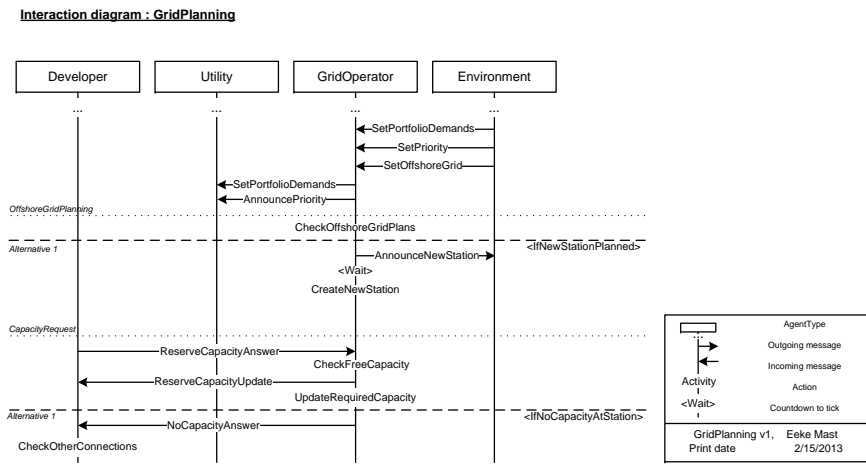 Interaction diagram : GridPlanning
Developer
Utility
GridOperator
Environment
...
...
...
...
SetPortfolioDemands
SetPriority
SetOffshoreGrid
SetPortfolioDemands
AnnouncePriority
OffshoreGridPlanning
CheckOffshoreGridPlans
Alternative 1
<IfNewStationPlanned>
AnnounceNewStation
<Wait>
CreateNewStation
CapacityRequest
ReserveCapacityAnswer
CheckFreeCapacity
ReserveCapacityUpdate
UpdateRequiredCapacity
Alternative 1
<IfNoCapacityAtStation>
NoCapacityAnswer
CheckOtherConnections
AgentType
...
Outgoing message
Incoming message
Activity
Action
<Wait>
Countdown to tick
GridPlanning v1, Eeke Mast
Print date 2/15/2013